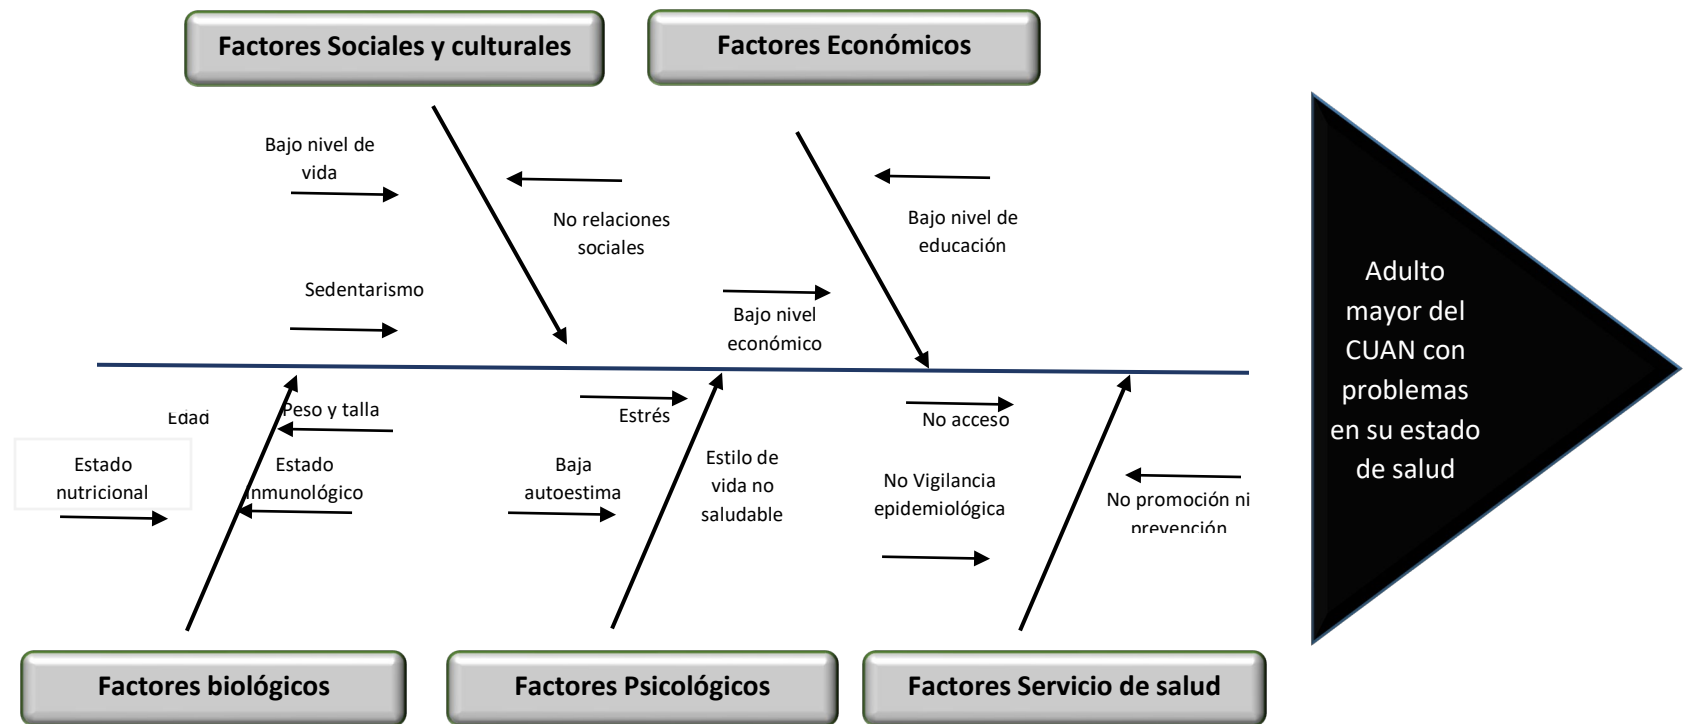 Factores Sociales y culturales
Factores Económicos
Bajo nivel de
vida
No relaciones
sociales
Sedentarismo
Bajo nivel de
educación
Bajo nivel
económico
Adulto
mayor del
CUAN con
problemas
en su estado
de salud
Edad
Peso y talla
Estado
nutricional
Estado
inmunológico
Estrés
Baja
autoestima
Estilo de
vida no
saludable
No acceso
No Vigilancia
epidemiológica
No promoción ni
prevención
Factores biológicos
Factores Psicológicos
Factores Servicio de salud